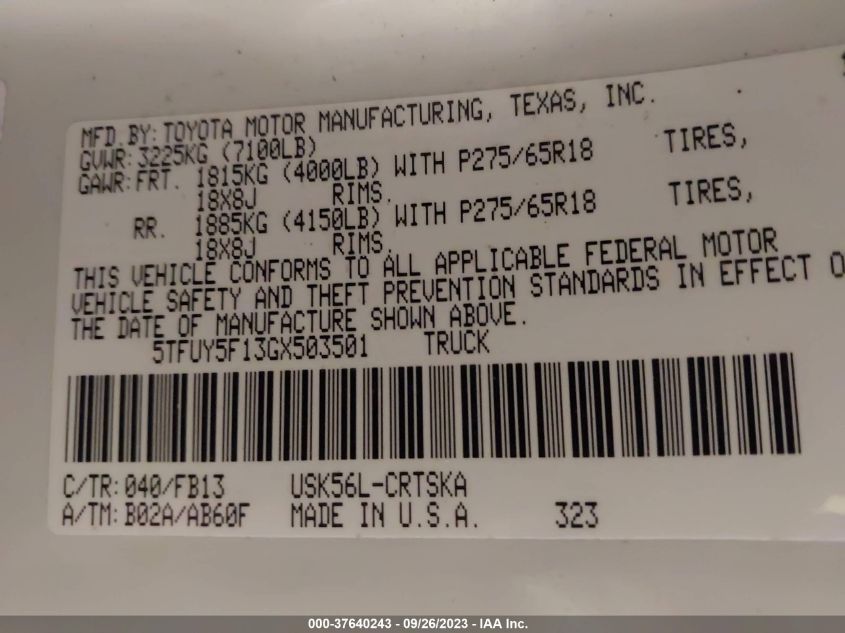 MFD.BY: TOYOTA MOTOR MANUFACTURING, TEXAS, INC.
GVWR: 3225KG (7100LB)
GAWR: FRT. 1815KG (4000LB) WITH P275/65R18 TIRES,
18X8J RIMS.
RR. 1885KG (4150LB) WITH P275/65R18 TIRES,
18X8J RIMS.
THIS VEHICLE CONFORMS TO ALL APPLICABLE FEDERAL MOTOR
VEHICLE SAFETY AND THEFT PREVENTION STANDARDS IN EFFECT O
THE DATE OF MANUFACTURE SHOWN ABOVE.
5TFUY5F13GX503501 TRUCK
C/TR: 040/FB13 USK56L-CRTSKA
A/TM: B02A/AB60F MADE IN U.S.A. 323
000-37640243 - 09/26/2023 - IAA Inc.